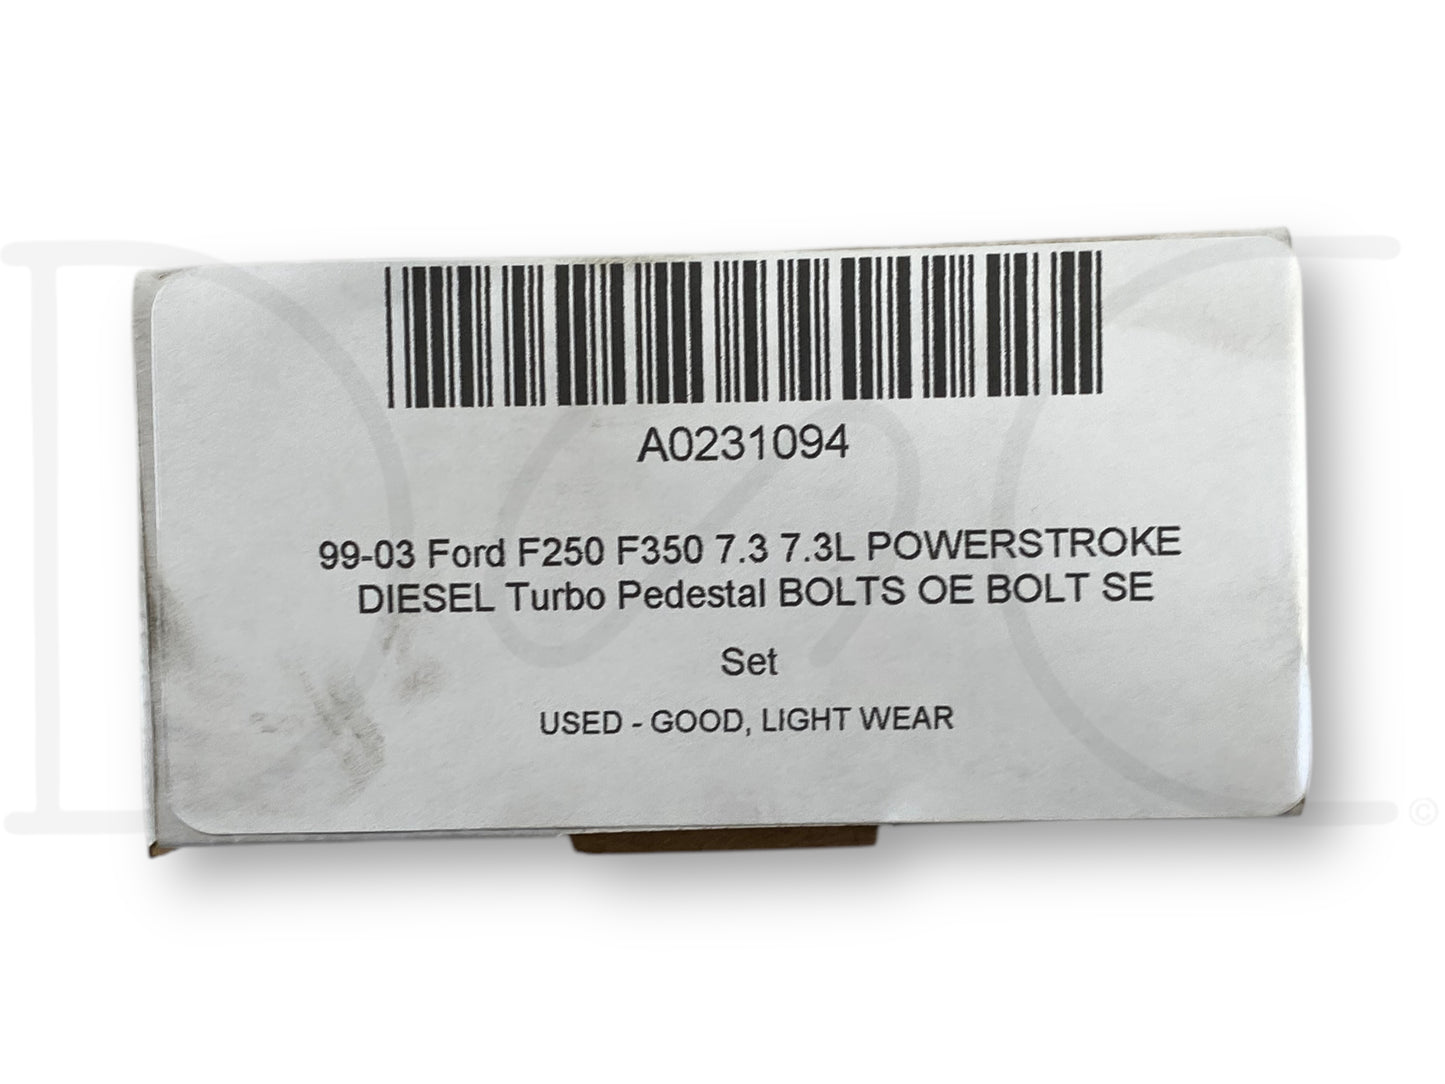 A0231094
99-03 Ford F250 F350 7.3 7.3L POWERSTROKE
DIESEL Turbo Pedestal BOLTS OE BOLT SE
Set
USED - GOOD, LIGHT WEAR
©